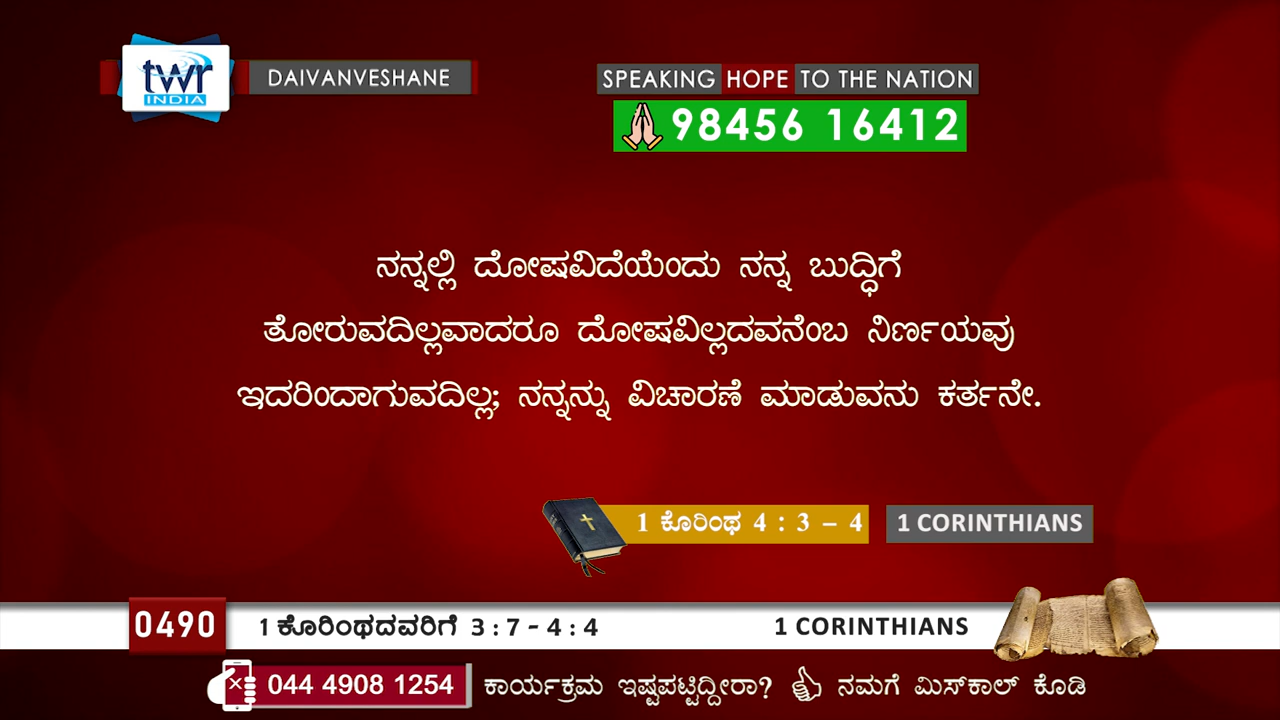 twr
INDIA
DAIVANVESHANE
SPEAKING HOPE TO THE NATION
98456 16412
ನನ್ನಲ್ಲಿ ದೋಷವಿದೆಯೆಂದು ನನ್ನ ಬುದ್ಧಿಗೆ
ತೋರುವದಿಲ್ಲವಾದರೂ ದೋಷವಿಲ್ಲದವನೆಂಬ ನಿರ್ಣಯವು
ಇದರಿಂದಾಗುವದಿಲ್ಲ; ನನ್ನನ್ನು ವಿಚಾರಣೆ ಮಾಡುವನು ಕರ್ತನೇ.
1 ಕೊರಿಂಥ 4 : 3 – 4 1 CORINTHIANS
0490 1 ಕೊರಿಂಥದವರಿಗೆ 3 : 7 - 4 : 4 1 CORINTHIANS
044 4908 1254 ಕಾರ್ಯಕ್ರಮ ಇಷ್ಟಪಟ್ಟಿದ್ದೀರಾ? ನಮಗೆ ಮಿಸ್‌ಕಾಲ್ ಕೊಡಿ